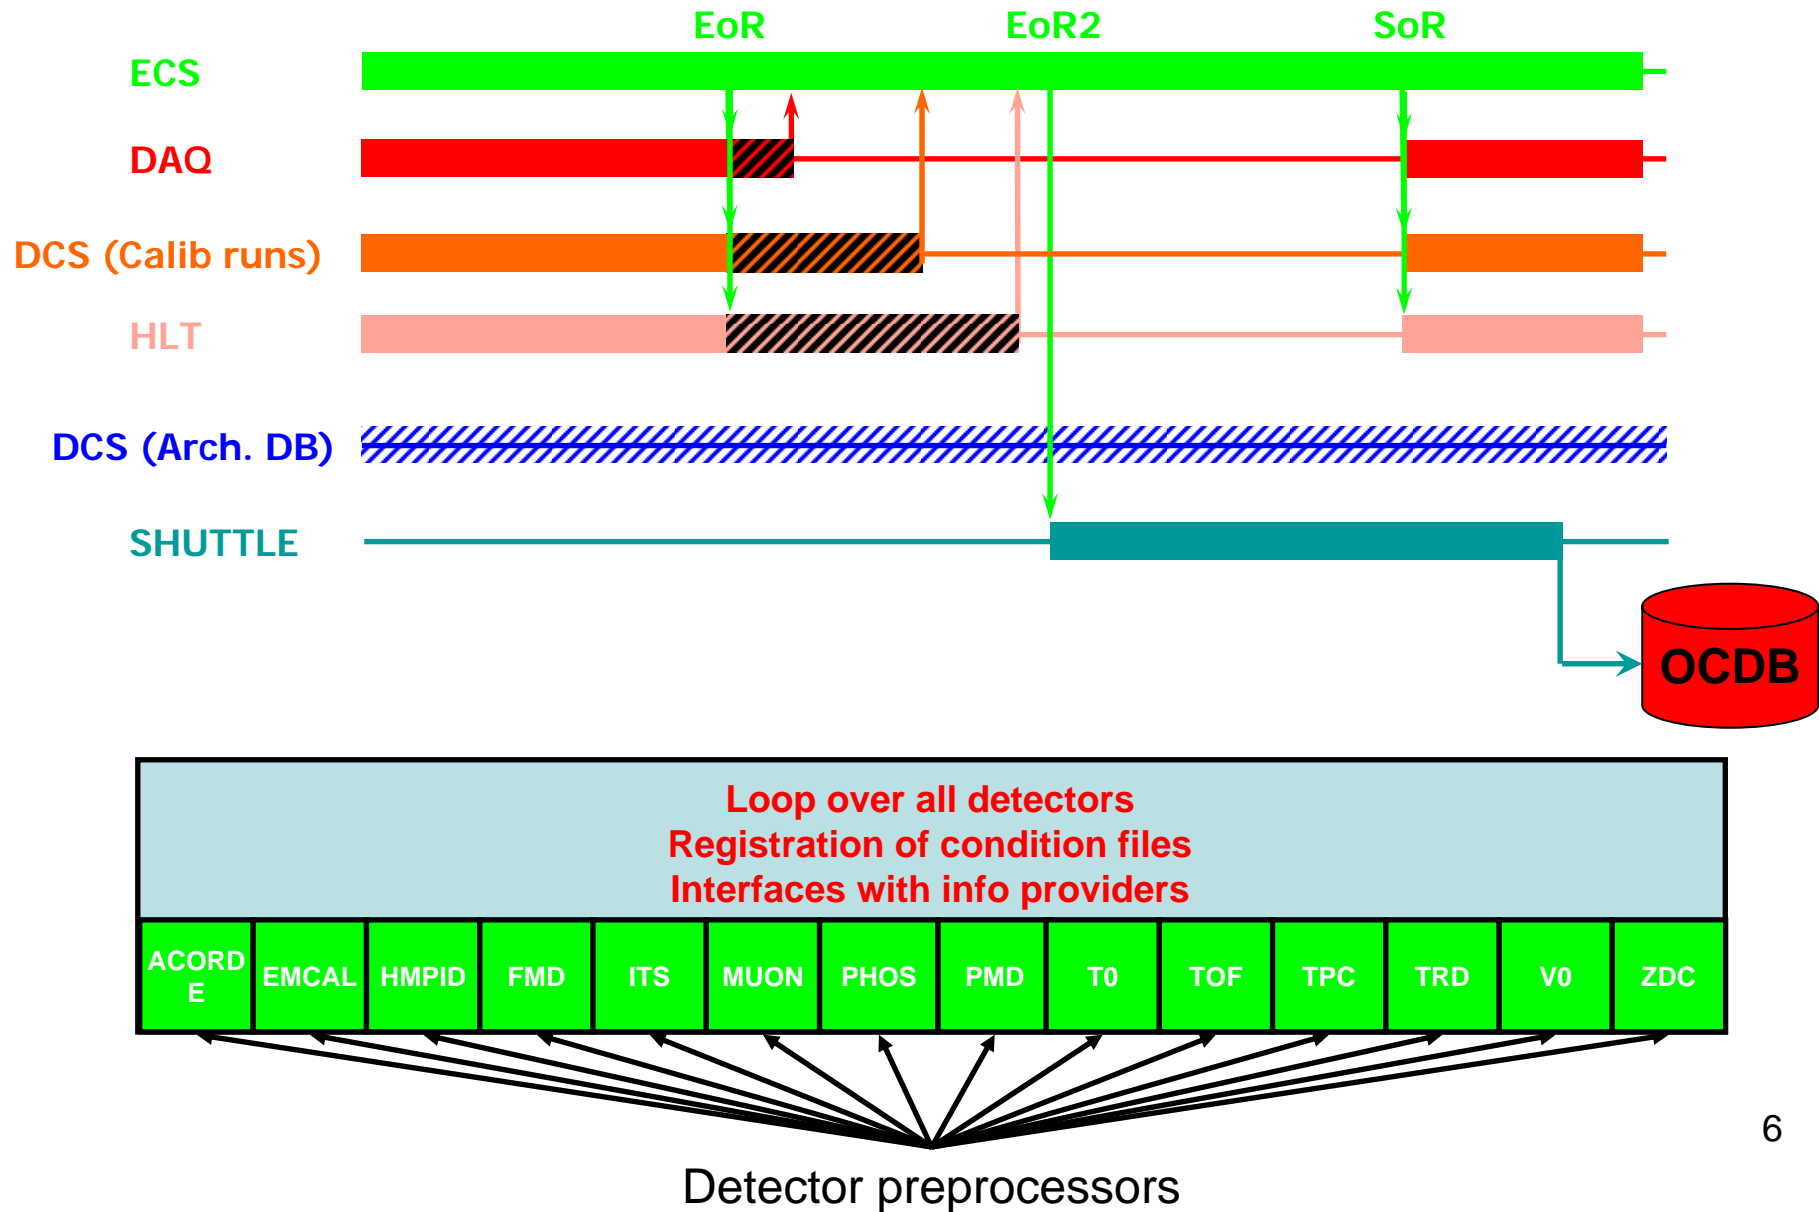 EoR EoR2 SoR
ECS
DAQ
DCS (Calib runs)
HLT
DCS (Arch. DB)
SHUTTLE
OCDB
Loop over all detectors
Registration of condition files
Interfaces with info providers
ACORD
E
EMCAL HMPID FMD ITS MUON PHOS PMD T0 TOF TPC TRD V0 ZDC
6
Detector preprocessors